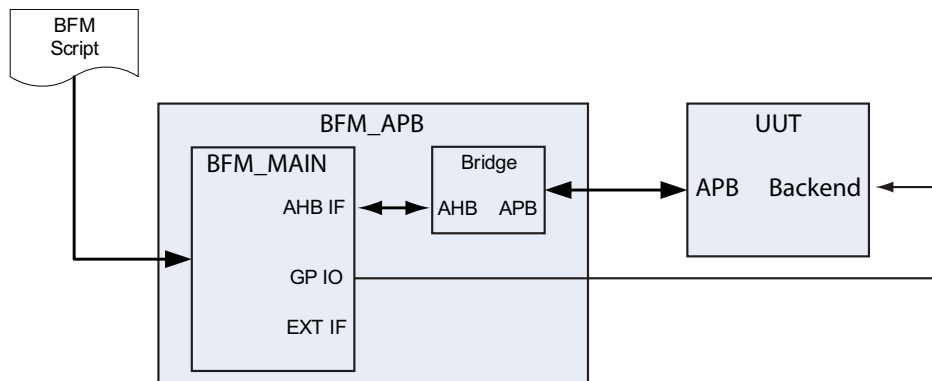 BFM
Script
BFM_APB
UUT
BFM_MAIN
Bridge
AHB IF
AHB APB
APB Backend
GP IO
EXT IF